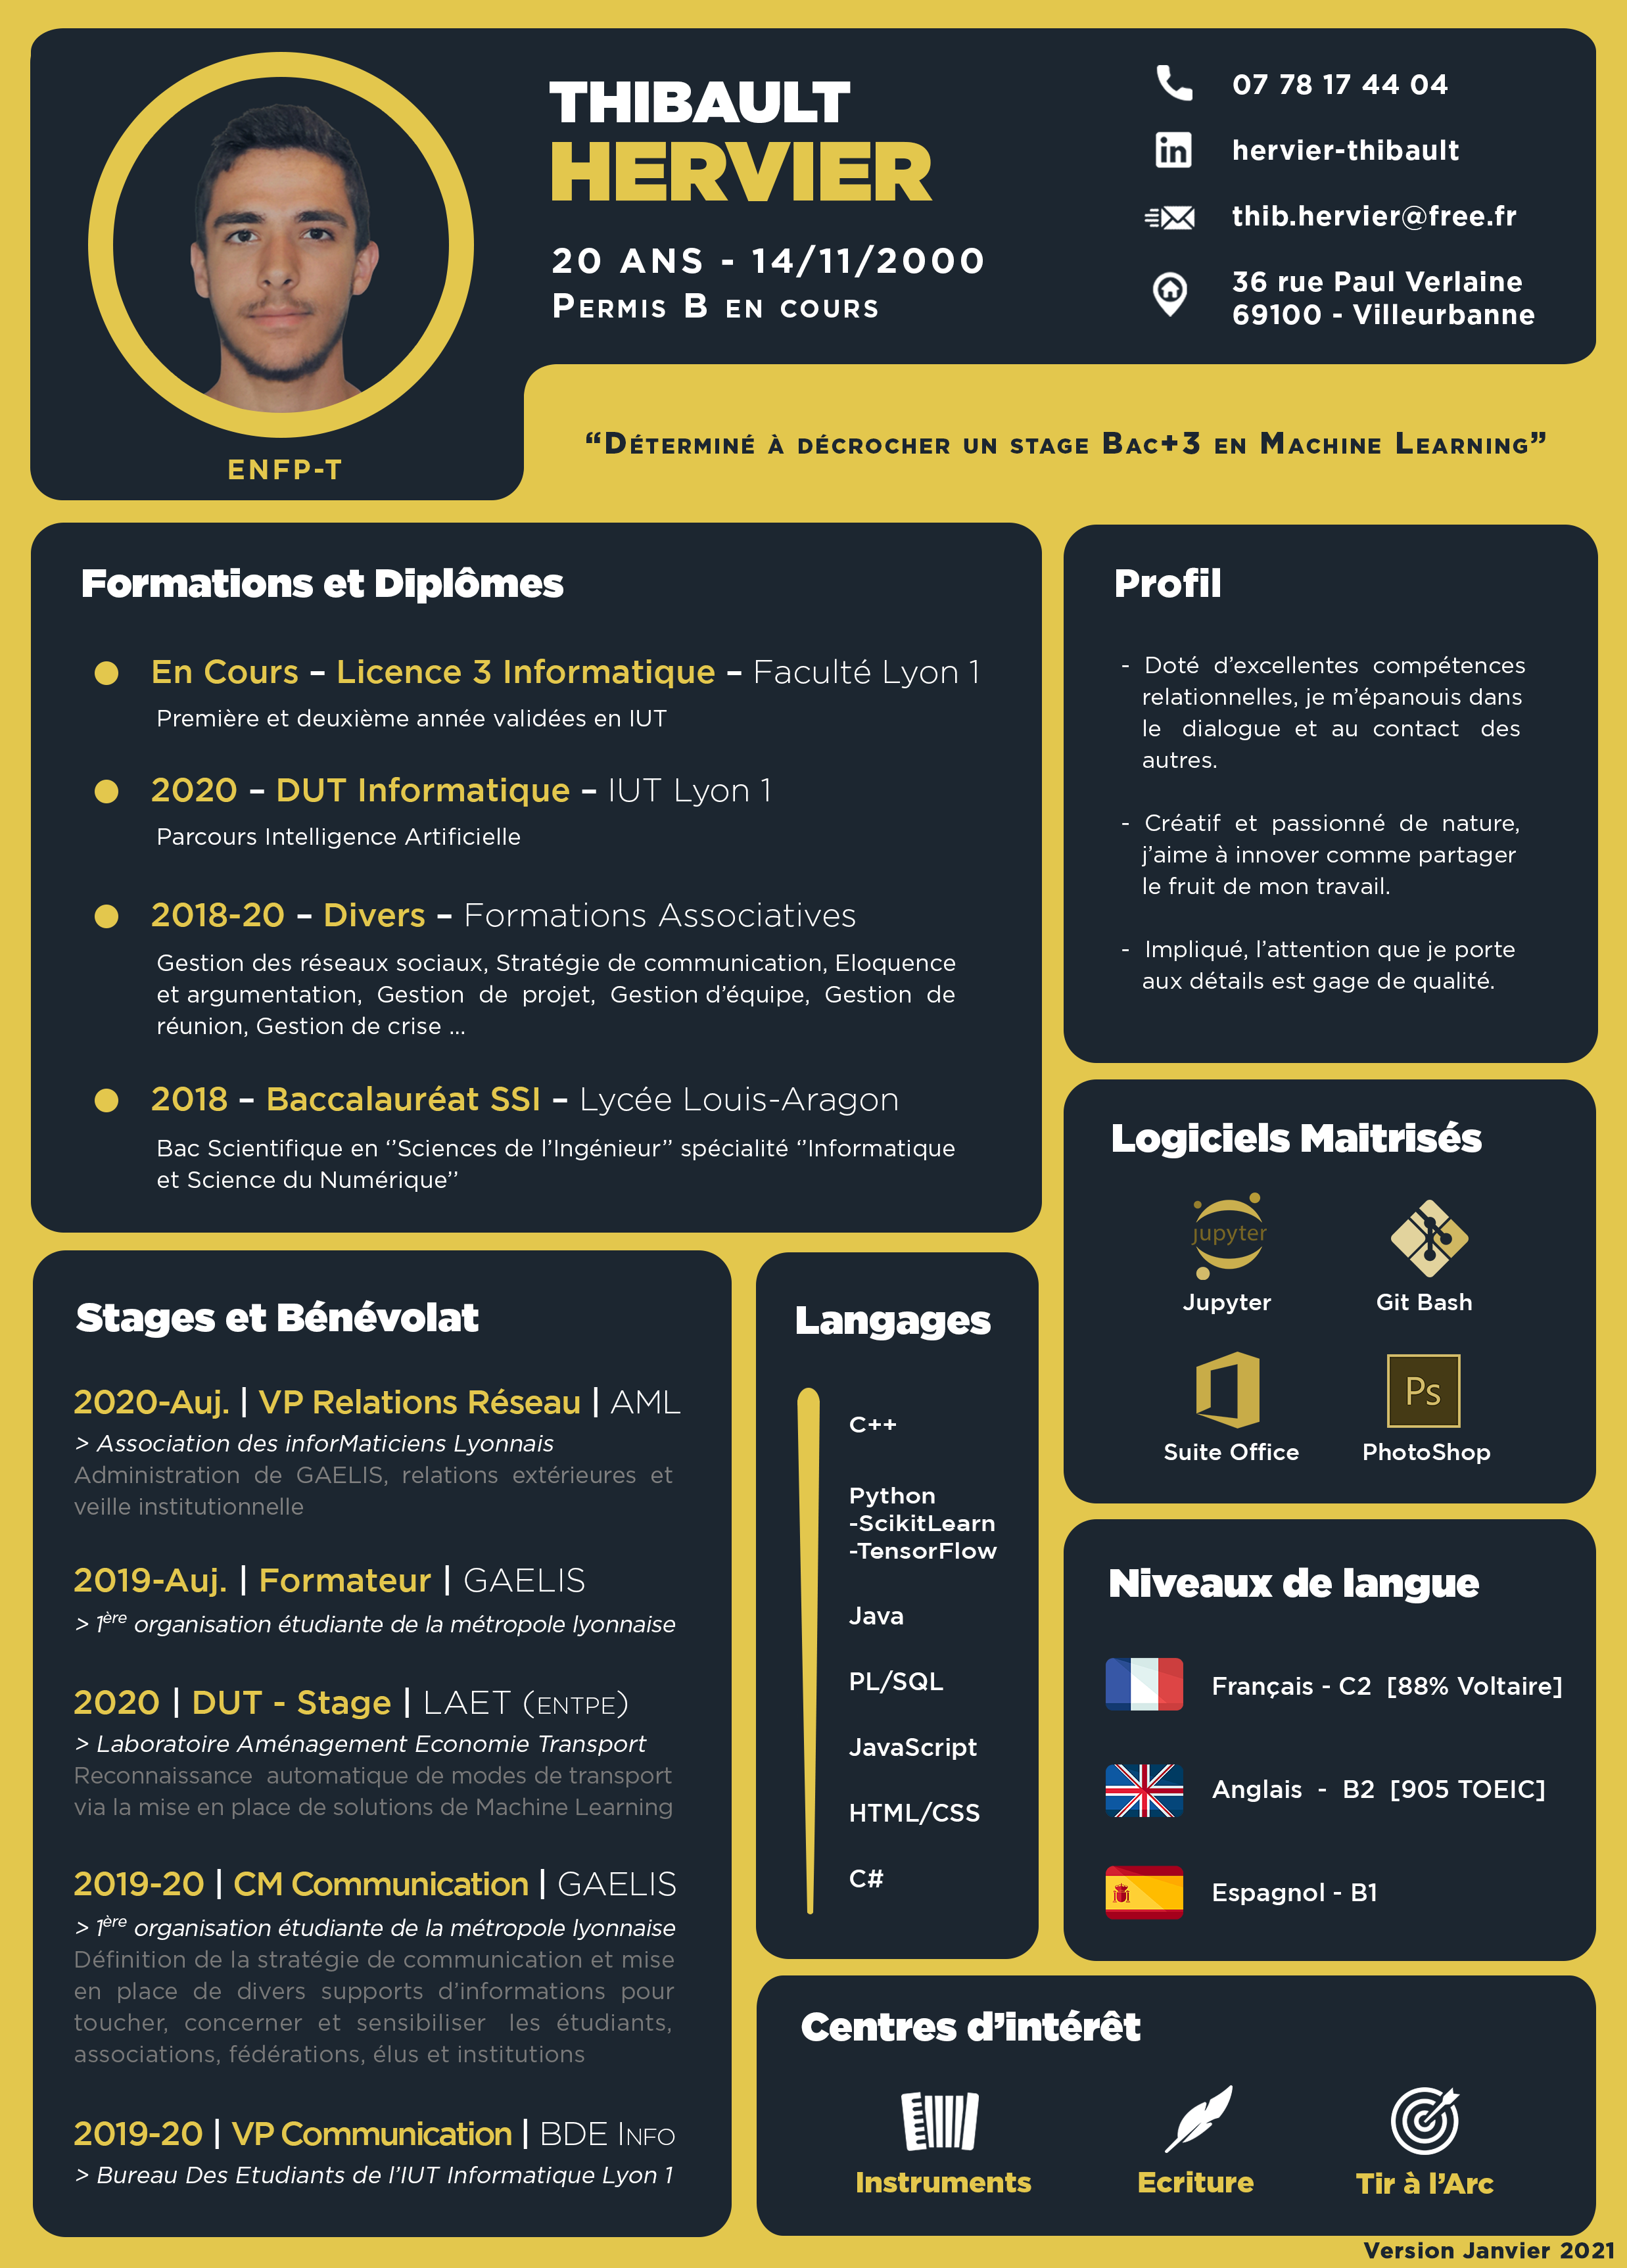 THIBAULT
HERVIER
20 ANS - 14/11/2000
Permis B en cours
07 78 17 44 04
in
hervier-thibault
thib.hervier@free.fr
36 rue Paul Verlaine
69100 - Villeurbanne
ENFP-T
“Déterminé à décrocher un stage Bac+3 en Machine Learning”
Formations et Diplômes
En Cours – Licence 3 Informatique – Faculté Lyon 1
Première et deuxième année validées en IUT
2020 – DUT Informatique – IUT Lyon 1
Parcours Intelligence Artificielle
2018-20 – Divers – Formations Associatives
Gestion des réseaux sociaux, Stratégie de communication, Eloquence
et argumentation, Gestion de projet, Gestion d’équipe, Gestion de
réunion, Gestion de crise ...
2018 – Baccalauréat SSI – Lycée Louis-Aragon
Bac Scientifique en ‘’Sciences de l’Ingénieur’’ spécialité ‘’Informatique
et Science du Numérique’’
Profil
- Doté d’excellentes compétences
relationnelles, je m’épanouis dans
le dialogue et au contact des
autres.
- Créatif et passionné de nature,
j’aime à innover comme partager
le fruit de mon travail.
- Impliqué, l’attention que je porte
aux détails est gage de qualité.
Logiciels Maitrisés
jupyter
Jupyter
Git Bash
Ps
Suite Office
PhotoShop
Stages et Bénévolat
2020-Auj. | VP Relations Réseau | AML
> Association des inforMaticiens Lyonnais
Administration de GAELIS, relations extérieures et
veille institutionnelle
2019-Auj. | Formateur | GAELIS
> 1ère organisation étudiante de la métropole lyonnaise
2020 | DUT - Stage | LAET (ENTPE)
> Laboratoire Aménagement Economie Transport
Reconnaissance automatique de modes de transport
via la mise en place de solutions de Machine Learning
2019-20 | CM Communication | GAELIS
> 1ère organisation étudiante de la métropole lyonnaise
Définition de la stratégie de communication et mise
en place de divers supports d’informations pour
toucher, concerner et sensibiliser les étudiants,
associations, fédérations, élus et institutions
2019-20 | VP Communication | BDE Info
> Bureau Des Etudiants de l’IUT Informatique Lyon 1
Langages
C++
Python
-ScikitLearn
-TensorFlow
Java
PL/SQL
JavaScript
HTML/CSS
C#
Niveaux de langue
Français - C2 [88% Voltaire]
Anglais - B2 [905 TOEIC]
Espagnol - B1
Centres d’intérêt
Instruments
Ecriture
Tir à l’Arc
Version Janvier 2021